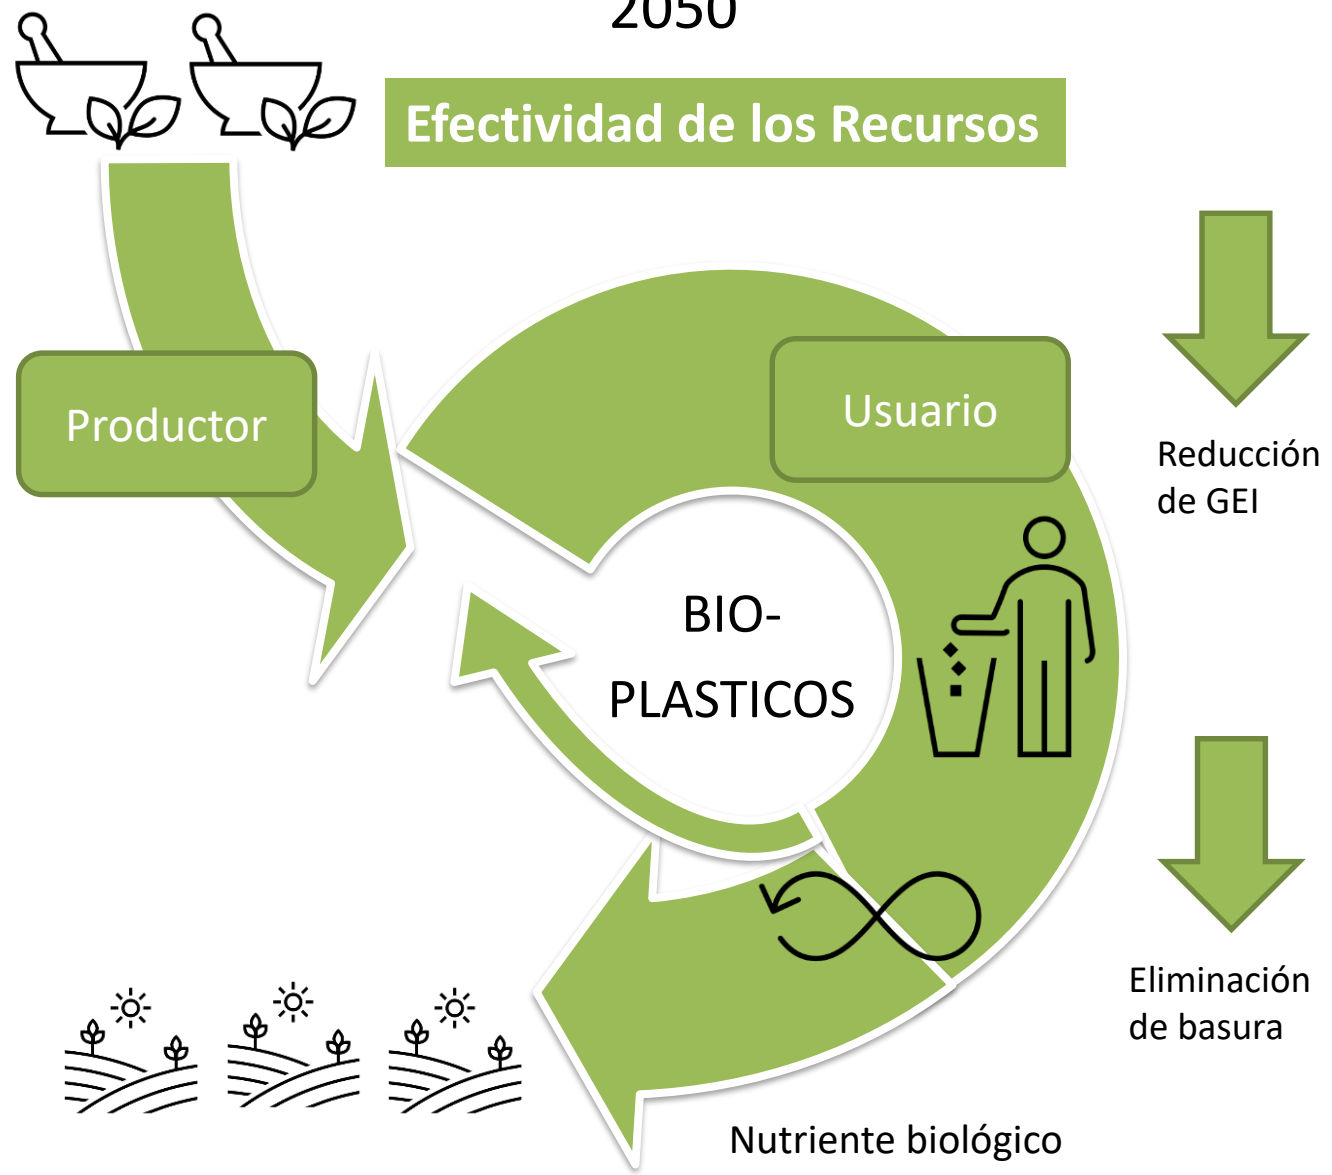 2050
Efectividad de los Recursos
Productor
Usuario
Reducción
de GEI
BIO-
PLASTICOS
Eliminación
de basura
Nutriente biológico